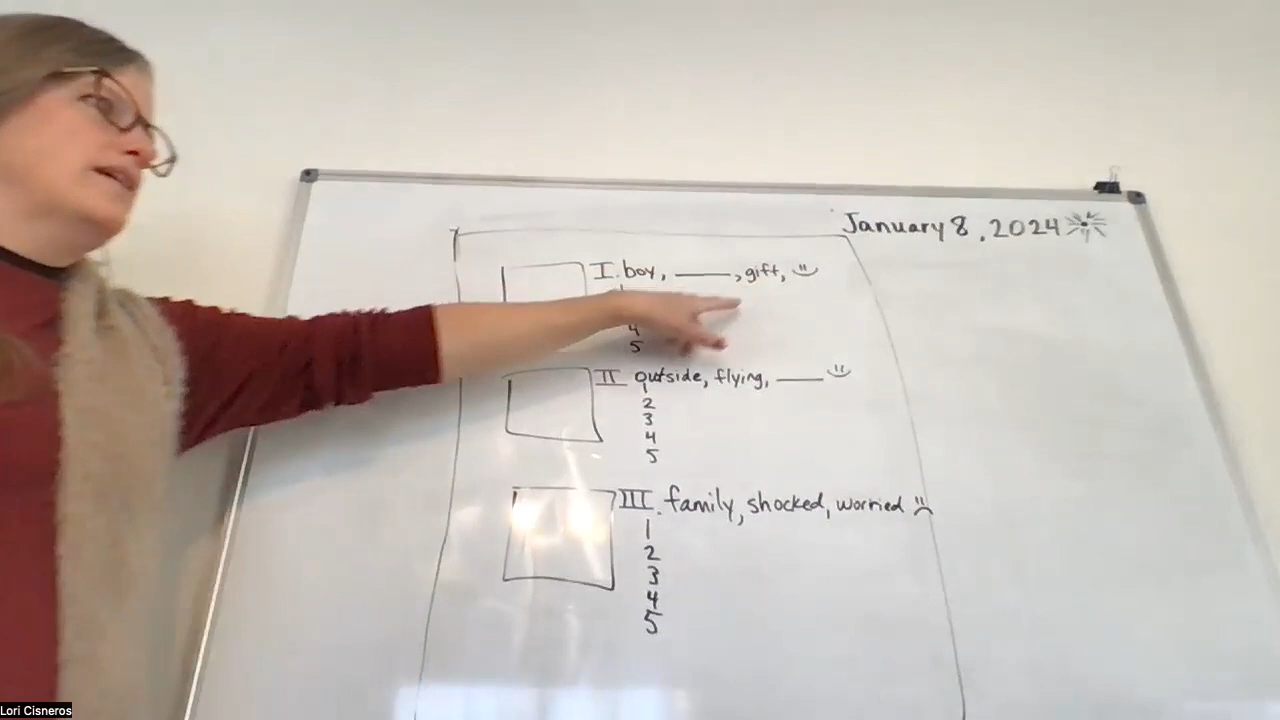 January 8, 2024
I. boy, ____, gift,
4
5
II outside, flying, ____
1
2
3
4
5
III. family, shocked, worried
1
2
3
4
5
Lori Cisneros